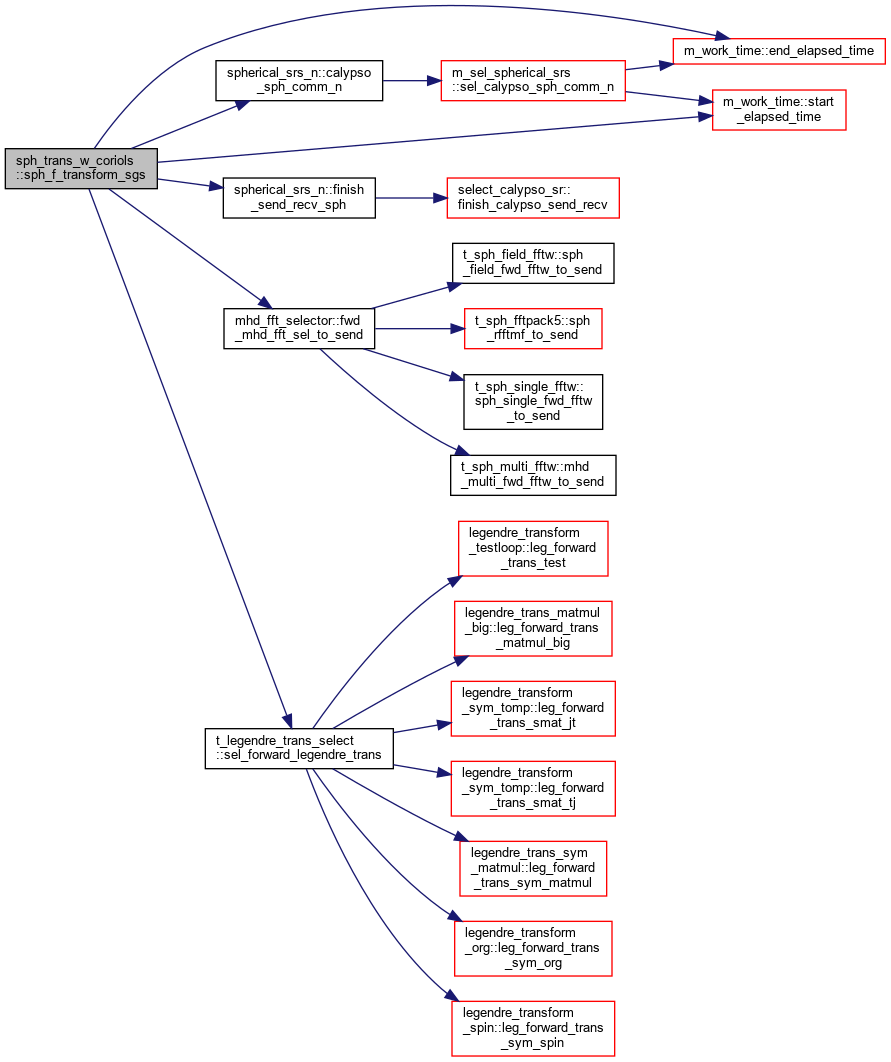 sph_trans_w_coriols
::sph_f_transform_sgs
spherical_srs_n::calypso
_sph_comm_n
m_sel_spherical_srs
::sel_calypso_sph_comm_n
m_work_time::end_elapsed_time
m_work_time::start
_elapsed_time
spherical_srs_n::finish
_send_recv_sph
select_calypso_sr::
finish_calypso_send_recv
mhd_fft_selector::fwd
_mhd_fft_sel_to_send
t_sph_field_fftw::sph
_field_fwd_fftw_to_send
t_sph_fftpack5::sph
_rfftmf_to_send
t_sph_single_fftw::
sph_single_fwd_fftw
_to_send
t_sph_multi_fftw::mhd
_multi_fwd_fftw_to_send
t_legendre_trans_select
::sel_forward_legendre_trans
legendre_transform
_testloop::leg_forward
_trans_test
legendre_trans_matmul
_big::leg_forward_trans
_matmul_big
legendre_transform
_sym_tomp::leg_forward
_trans_smat_jt
legendre_transform
_sym_tomp::leg_forward
_trans_smat_tj
legendre_trans_sym
_matmul::leg_forward
_trans_sym_matmul
legendre_transform
_org::leg_forward_trans
_sym_org
legendre_transform
_spin::leg_forward_trans
_sym_spin